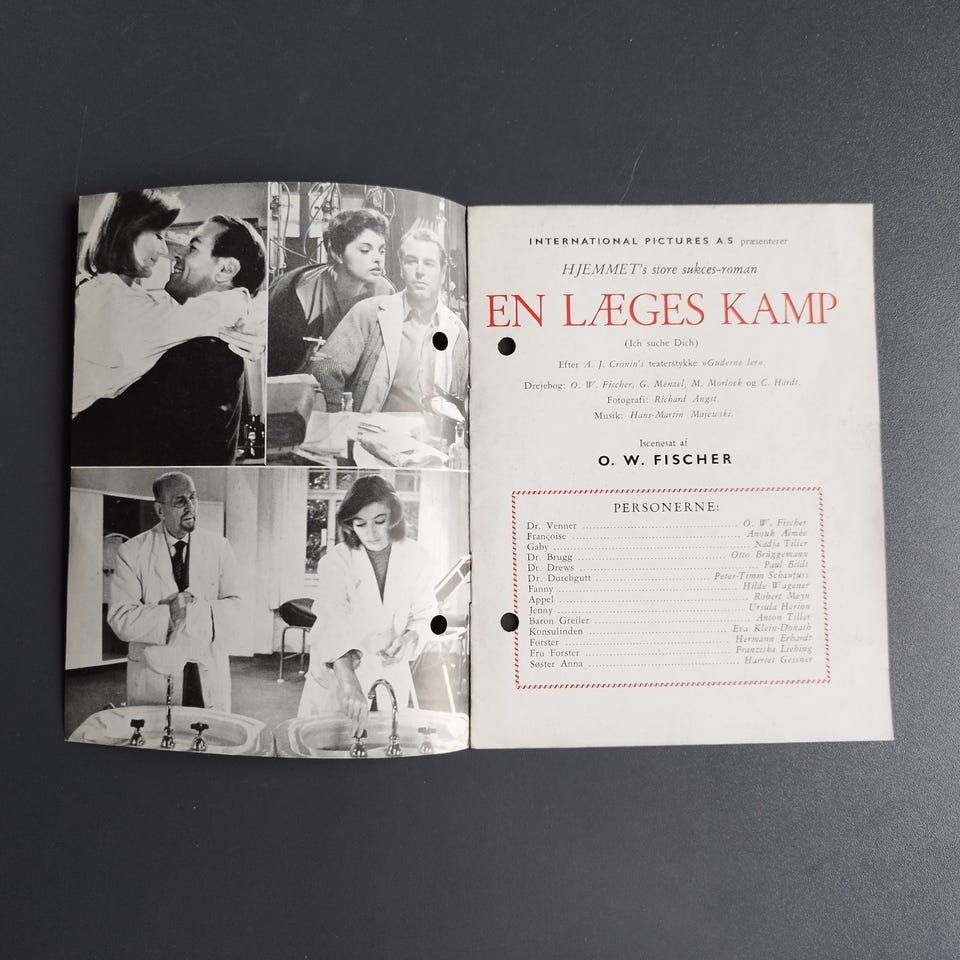 INTERNATIONAL PICTURES A/S præsenterer
HJEMMET's store sukces-roman
EN LÆGES KAMP
(Ich suche Dich)
Efter A. J. Cronin's teaterstykke »Guderne ler«.
Drejebog: O. W. Fischer, G. Menzel, M. Morlock og C. Hardt.
Fotografi: Richard Angst.
Musik: Hans-Martin Majewski.
Iscenesat af
O. W. FISCHER
PERSONERNE:
Dr. Venner ........ O. W. Fischer
Françoise ........ Anouk Aimée
Gaby ........ Nadja Tiller
Dr. Brugg ........ Otto Brüggemann
Dr. Drews ........ Paul Bildt
Dr. Durchgutt ........ Peter-Timm Schaufuss
Fanny ........ Hilde Wagener
Appel ........ Robert Meyn
Jenny ........ Ursula Herion
Baron Greiler ........ Anton Tiller
Konsulinden ........ Eva Klein-Donath
Forster ........ Hermann Erhardt
Fru Forster ........ Franziska Liebing
Søster Anna ........ Harriet Gessner